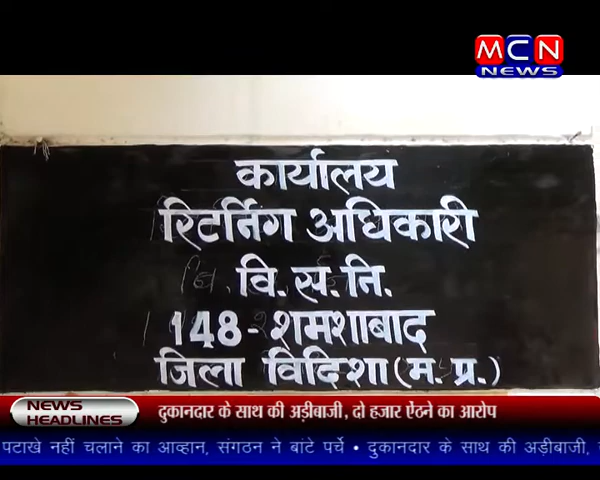 MCN
NEWS
कार्यालय
रिटर्निग अधिकारी
वि.स.नि.
148-शमशाबाद
जिला विदिशा(म.प्र.)
NEWS
HEADLINES
दुकानदार के साथ की अड़ीबाजी, दो हजार ऐंठने का आरोप
पटाखे नहीं चलाने का आव्हान, संगठन ने बांटे पर्चे • दुकानदार के साथ की अड़ीबाजी,